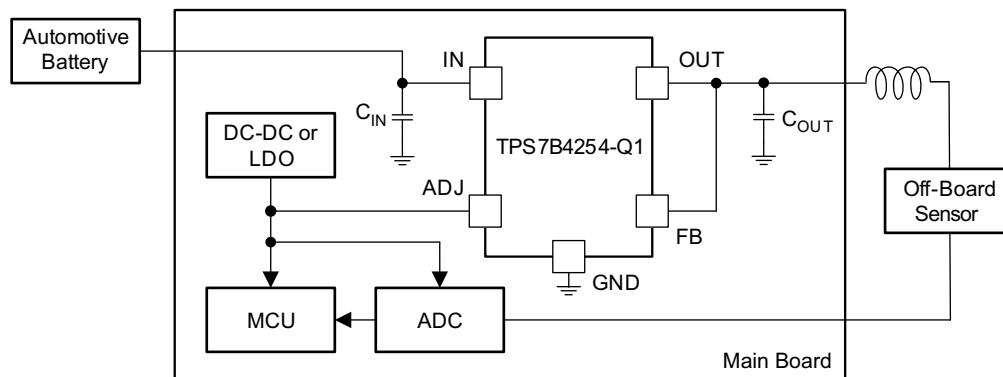 Automotive
Battery
IN
OUT
C_IN
C_OUT
DC-DC or
LDO
TPS7B4254-Q1
ADJ
FB
Off-Board
Sensor
GND
MCU
ADC
Main Board